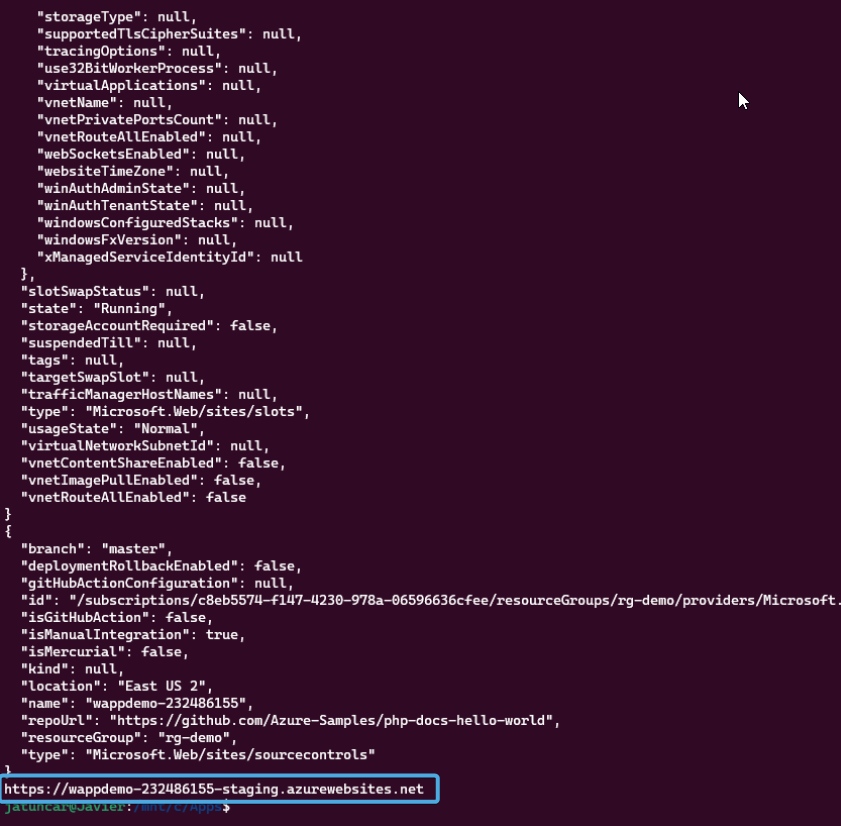 "storageType": null,
"supportedTlsCipherSuites": null,
"tracingOptions": null,
"use32BitWorkerProcess": null,
"virtualApplications": null,
"vnetName": null,
"vnetPrivatePortsCount": null,
"vnetRouteAllEnabled": null,
"webSocketsEnabled": null,
"websiteTimeZone": null,
"winAuthAdminState": null,
"winAuthTenantState": null,
"windowsConfiguredStacks": null,
"windowsFxVersion": null,
"xManagedServiceIdentityId": null
},
"slotSwapStatus": null,
"state": "Running",
"storageAccountRequired": false,
"suspendedTill": null,
"tags": null,
"targetSwapSlot": null,
"trafficManagerHostNames": null,
"type": "Microsoft.Web/sites/slots",
"usageState": "Normal",
"virtualNetworkSubnetId": null,
"vnetContentShareEnabled": false,
"vnetImagePullEnabled": false,
"vnetRouteAllEnabled": false
}
{
"branch": "master",
"deploymentRollbackEnabled": false,
"gitHubActionConfiguration": null,
"id": "/subscriptions/c8eb5574-f147-4230-978a-06596636cfee/resourceGroups/rg-demo/providers/Microsoft.
"isGitHubAction": false,
"isManualIntegration": true,
"isMercurial": false,
"kind": null,
"location": "East US 2",
"name": "wappdemo-232486155",
"repoUrl": "https://github.com/Azure-Samples/php-docs-hello-world",
"resourceGroup": "rg-demo",
"type": "Microsoft.Web/sites/sourcecontrols"
}
https://wappdemo-232486155-staging.azurewebsites.net
jatuncar@Javier:/mnt/c/Apps$